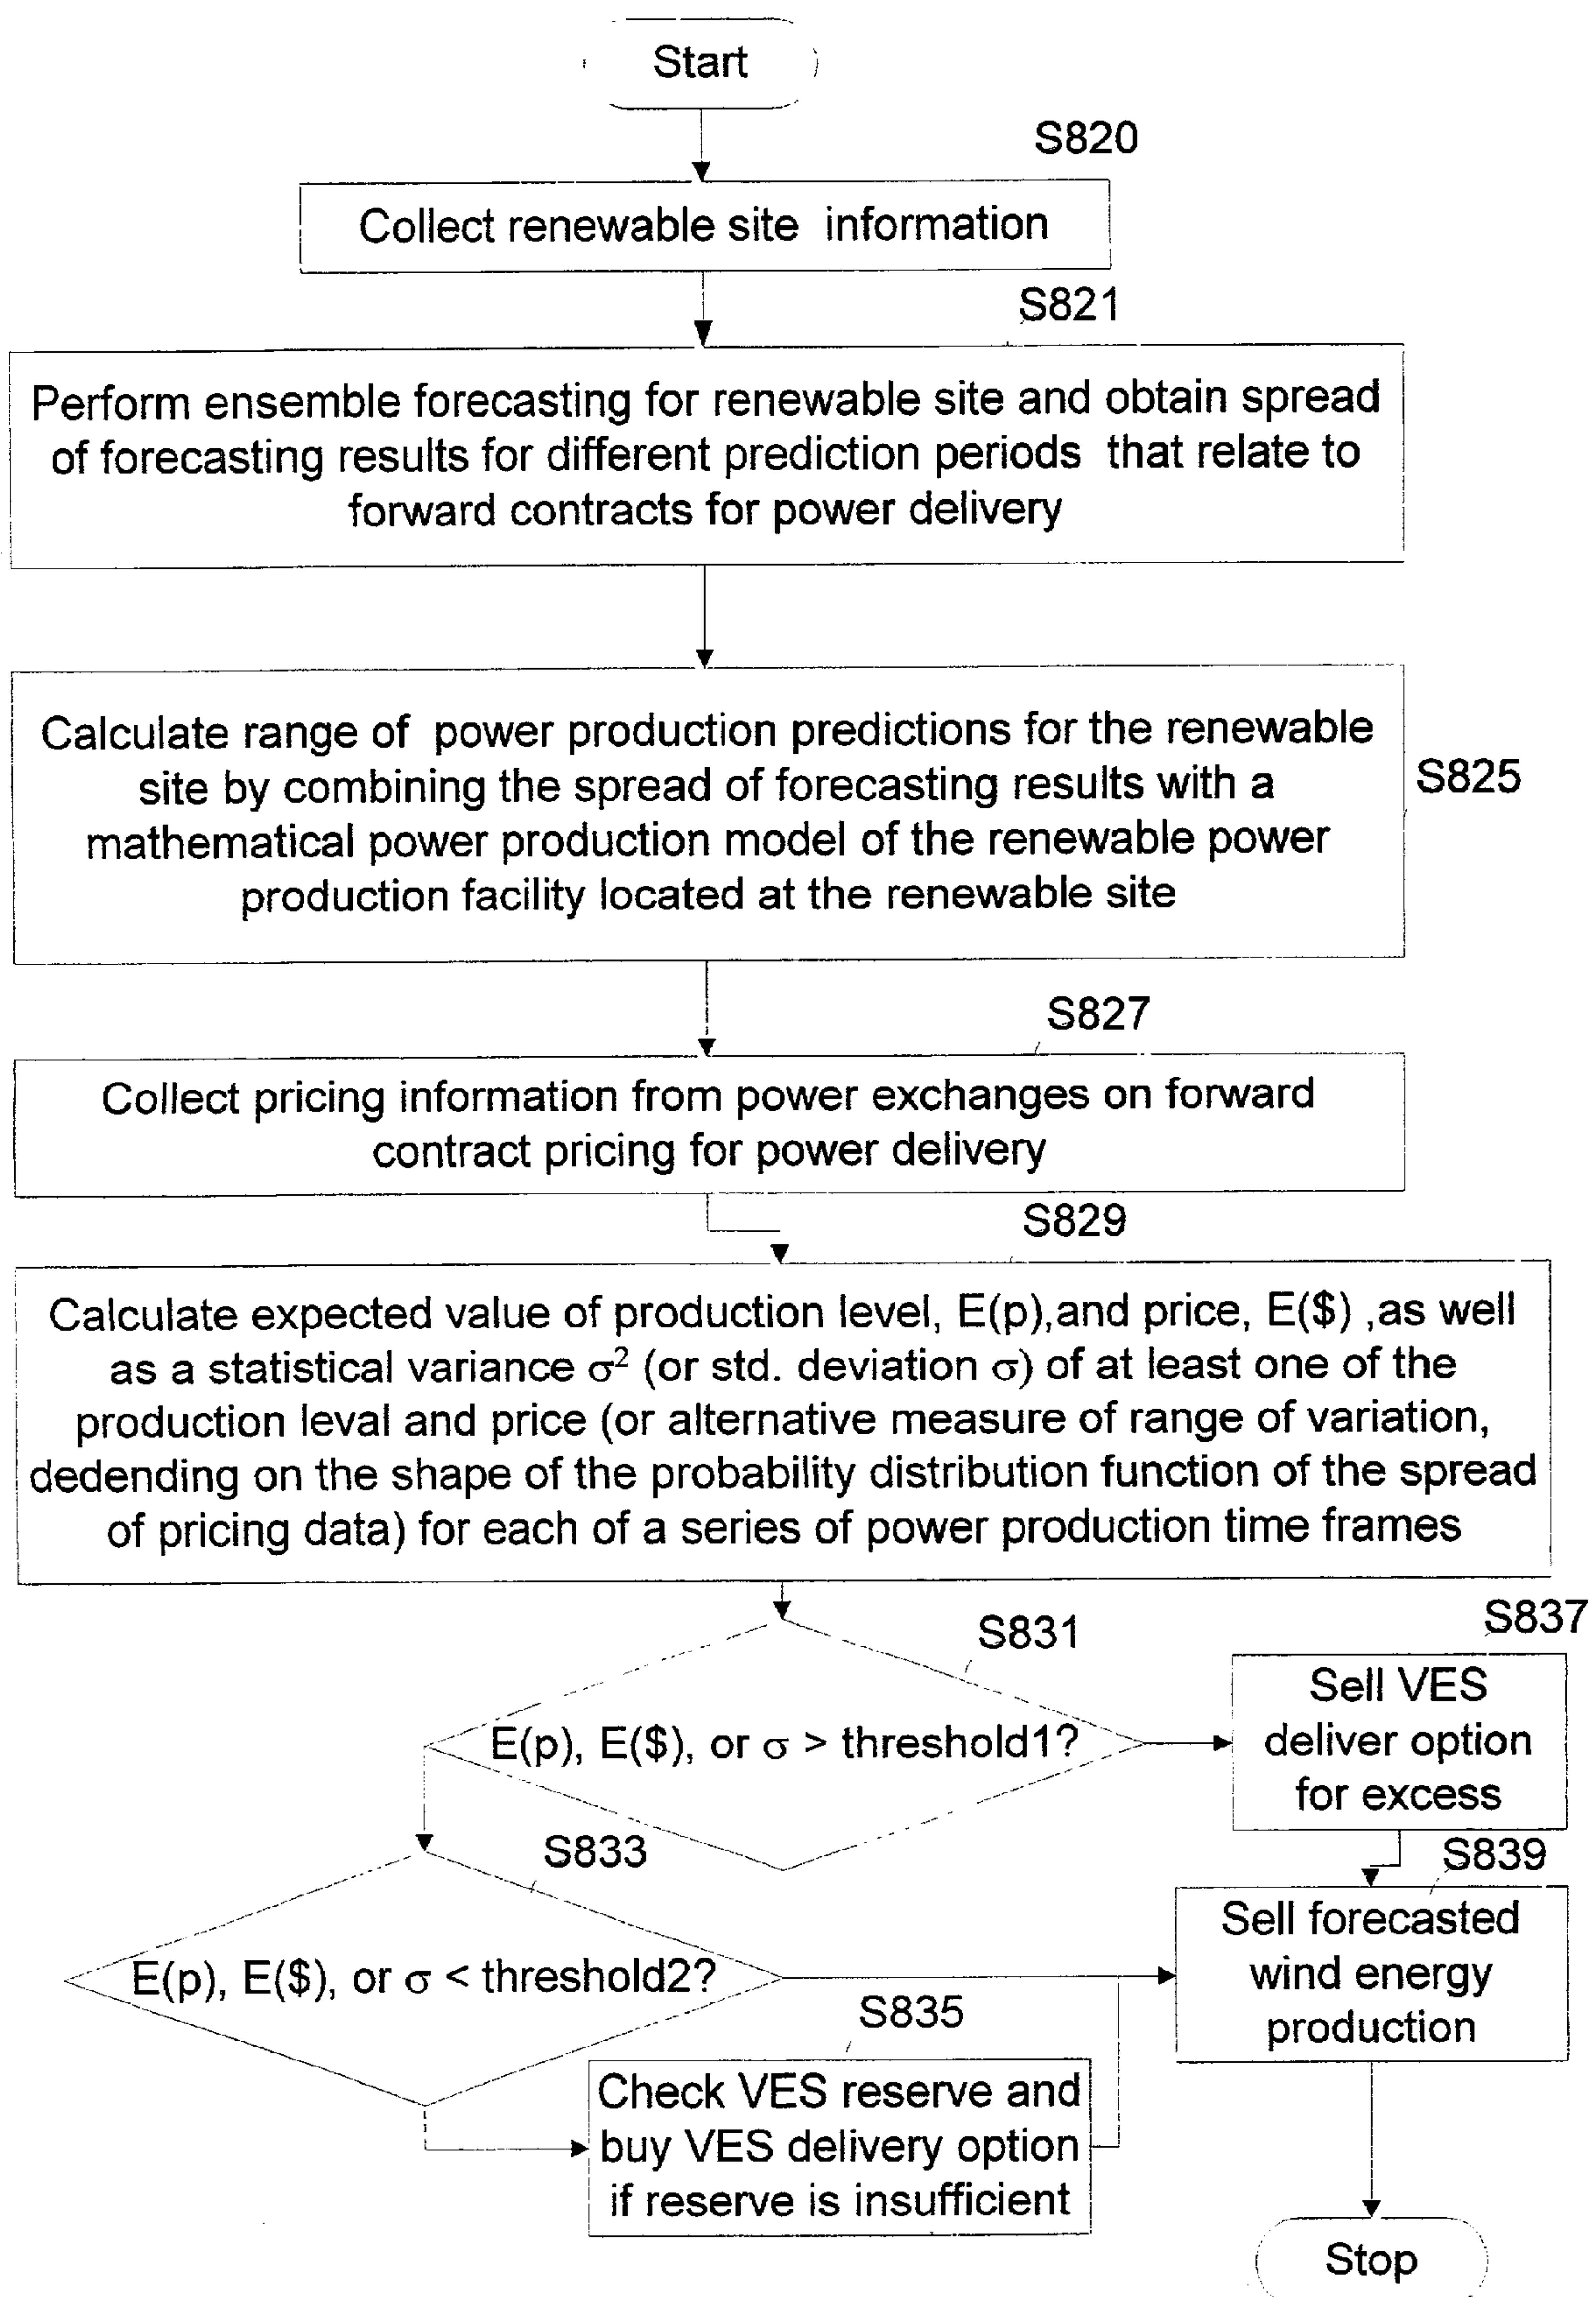 Start
S820
Collect renewable site information
S821
Perform ensemble forecasting for renewable site and obtain spread
of forecasting results for different prediction periods that relate to
forward contracts for power delivery
Calculate range of power production predictions for the renewable
site by combining the spread of forecasting results with a
mathematical power production model of the renewable power
production facility located at the renewable site
S825
S827
Collect pricing information from power exchanges on forward
contract pricing for power delivery
S829
Calculate expected value of production level, E(p),and price, E($) ,as well
as a statistical variance σ² (or std. deviation σ) of at least one of the
production leval and price (or alternative measure of range of variation,
dedending on the shape of the probability distribution function of the spread
of pricing data) for each of a series of power production time frames
S831
E(p), E($), or σ > threshold1?
S837
Sell VES
deliver option
for excess
S833
E(p), E($), or σ < threshold2?
S839
Sell forecasted
wind energy
production
S835
Check VES reserve and
buy VES delivery option
if reserve is insufficient
Stop